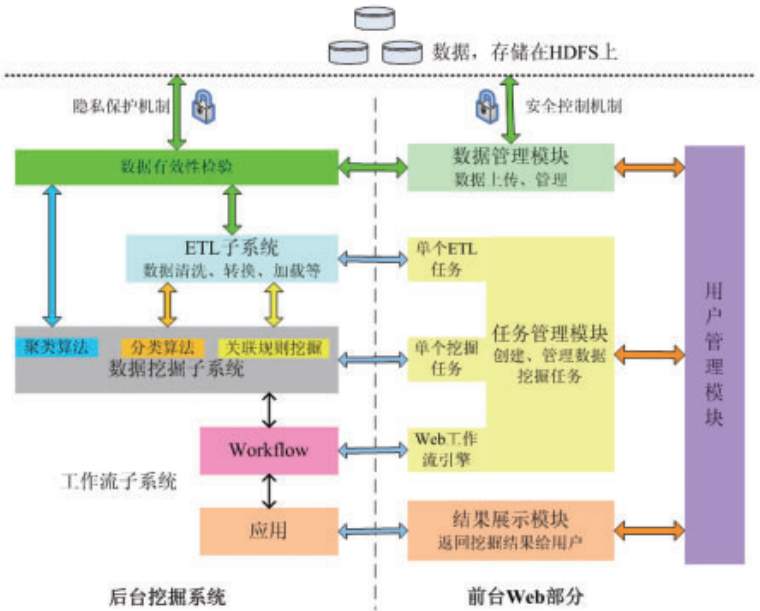 数据，存储在HDFS上
隐私保护机制
安全控制机制
数据有效性检验
数据管理模块
数据上传、管理
ETL子系统
数据清洗、转换、加载等
单个ETL
任务
聚类算法
分类算法
关联规则挖掘
数据挖掘子系统
单个挖掘
任务
任务管理模块
创建、管理数据
挖掘任务
用户管理模块
Workflow
Web工作
流引擎
工作流子系统
应用
结果展示模块
返回挖掘结果给用户
后台挖掘系统
前台Web部分